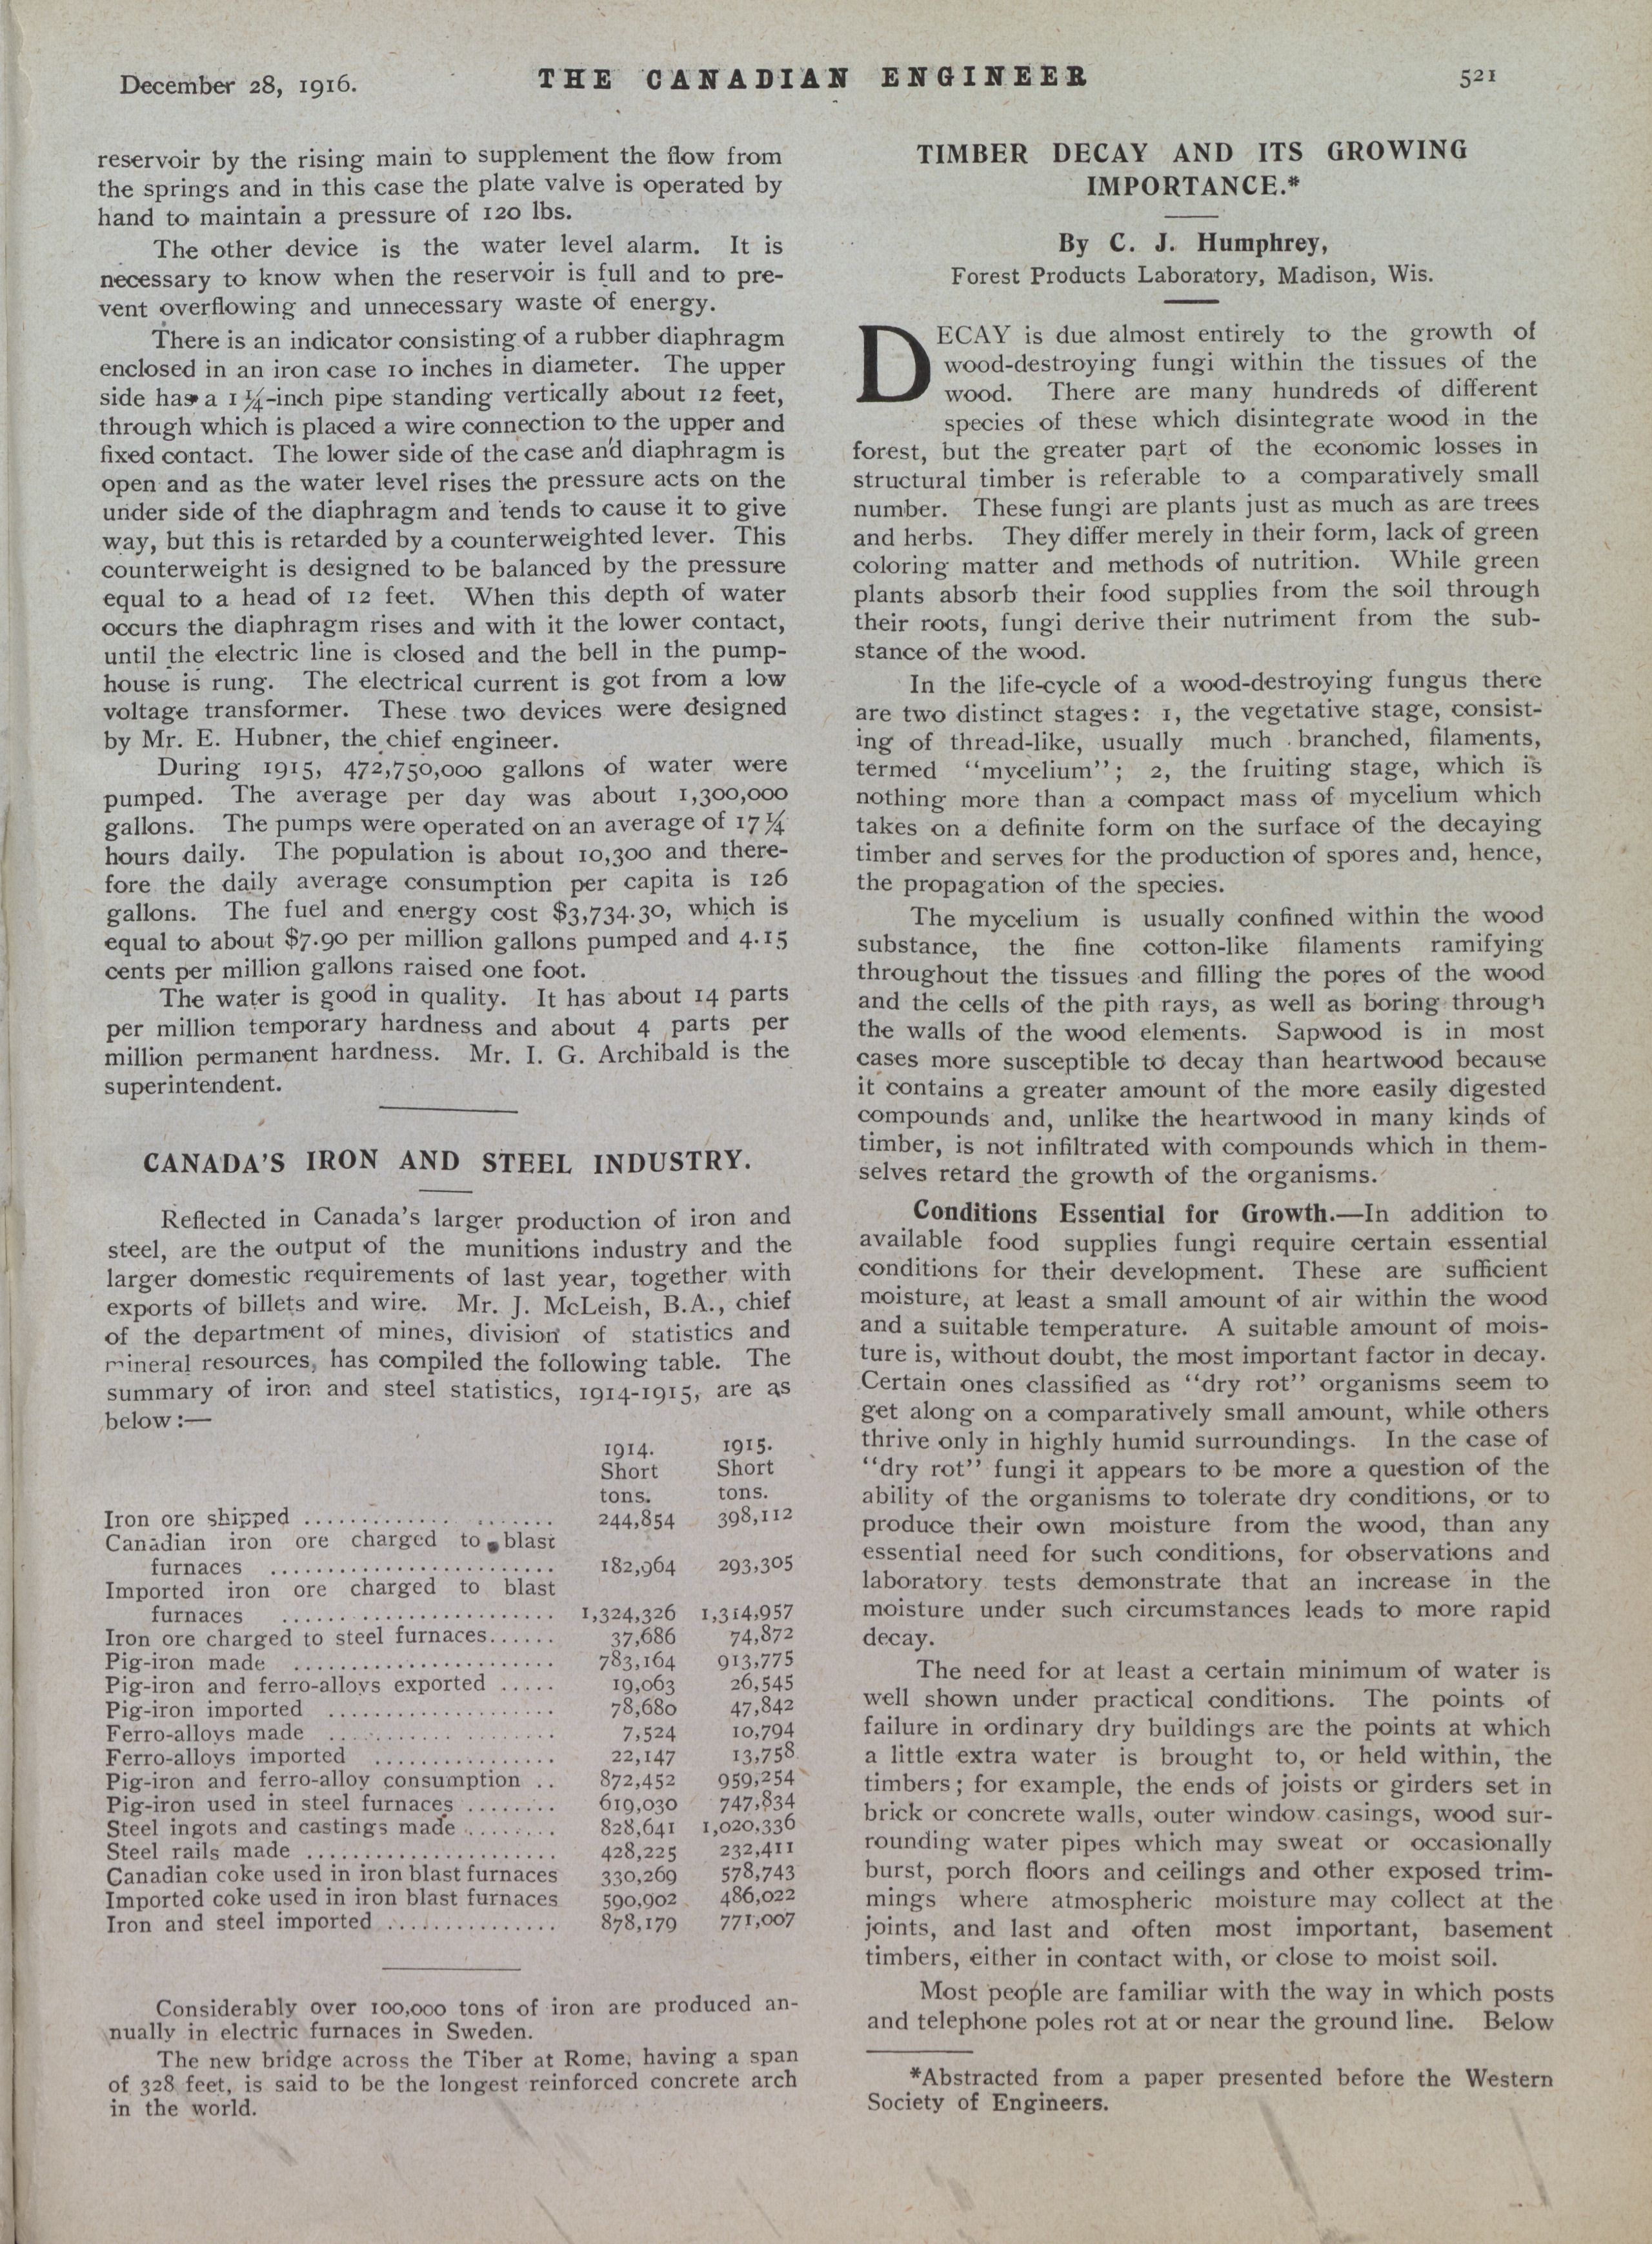 December 28, 1916.
THE CANADIAN ENGINEER
521
reservoir by the rising main to supplement the flow from
the springs and in this case the plate valve is operated by
hand to maintain a pressure of 120 lbs.
The other device is the water level alarm. It is
necessary to know when the reservoir is full and to pre-
vent overflowing and unnecessary waste of energy.
There is an indicator consisting of a rubber diaphragm
enclosed in an iron case 10 inches in diameter. The upper
side has a 1¼-inch pipe standing vertically about 12 feet,
through which is placed a wire connection to the upper and
fixed contact. The lower side of the case and diaphragm is
open and as the water level rises the pressure acts on the
under side of the diaphragm and tends to cause it to give
way, but this is retarded by a counterweighted lever. This
counterweight is designed to be balanced by the pressure
equal to a head of 12 feet. When this depth of water
occurs the diaphragm rises and with it the lower contact,
until the electric line is closed and the bell in the pump-
house is rung. The electrical current is got from a low
voltage transformer. These two devices were designed
by Mr. E. Hubner, the chief engineer.
During 1915, 472,750,000 gallons of water were
pumped. The average per day was about 1,300,000
gallons. The pumps were operated on an average of 17¼
hours daily. The population is about 10,300 and there-
fore the daily average consumption per capita is 126
gallons. The fuel and energy cost $3,734.30, which is
equal to about $7.90 per million gallons pumped and 4.15
cents per million gallons raised one foot.
The water is good in quality. It has about 14 parts
per million temporary hardness and about 4 parts per
million permanent hardness. Mr. I. G. Archibald is the
superintendent.
CANADA'S IRON AND STEEL INDUSTRY.
Reflected in Canada's larger production of iron and
steel, are the output of the munitions industry and the
larger domestic requirements of last year, together with
exports of billets and wire. Mr. J. McLeish, B.A., chief
of the department of mines, division of statistics and
mineral resources, has compiled the following table. The
summary of iron and steel statistics, 1914-1915, are as
below:—
1914. 1915.
Short Short
tons. tons.
Iron ore shipped .................... 244,854 398,112
Canadian iron ore charged to blast
furnaces ......................... 182,964 293,305
Imported iron ore charged to blast
furnaces ......................... 1,324,326 1,314,957
Iron ore charged to steel furnaces...... 37,686 74,872
Pig-iron made ....................... 783,164 913,775
Pig-iron and ferro-alloys exported ..... 19,063 26,545
Pig-iron imported .................... 78,680 47,842
Ferro-alloys made .................... 7,524 10,794
Ferro-alloys imported ................ 22,147 13,758
Pig-iron and ferro-alloy consumption .. 872,452 959,254
Pig-iron used in steel furnaces ........ 619,030 747,834
Steel ingots and castings made ........ 828,641 1,020,336
Steel rails made ...................... 428,225 232,411
Canadian coke used in iron blast furnaces 330,269 578,743
Imported coke used in iron blast furnaces 590,902 486,022
Iron and steel imported ............... 878,179 771,007
Considerably over 100,000 tons of iron are produced an-
nually in electric furnaces in Sweden.
The new bridge across the Tiber at Rome, having a span
of 328 feet, is said to be the longest reinforced concrete arch
in the world.
TIMBER DECAY AND ITS GROWING
IMPORTANCE.*
By C. J. Humphrey,
Forest Products Laboratory, Madison, Wis.
DECAY is due almost entirely to the growth of
wood-destroying fungi within the tissues of the
wood. There are many hundreds of different
species of these which disintegrate wood in the
forest, but the greater part of the economic losses in
structural timber is referable to a comparatively small
number. These fungi are plants just as much as are trees
and herbs. They differ merely in their form, lack of green
coloring matter and methods of nutrition. While green
plants absorb their food supplies from the soil through
their roots, fungi derive their nutriment from the sub-
stance of the wood.
In the life-cycle of a wood-destroying fungus there
are two distinct stages: 1, the vegetative stage, consist-
ing of thread-like, usually much branched, filaments,
termed "mycelium"; 2, the fruiting stage, which is
nothing more than a compact mass of mycelium which
takes on a definite form on the surface of the decaying
timber and serves for the production of spores and, hence,
the propagation of the species.
The mycelium is usually confined within the wood
substance, the fine cotton-like filaments ramifying
throughout the tissues and filling the pores of the wood
and the cells of the pith rays, as well as boring through
the walls of the wood elements. Sapwood is in most
cases more susceptible to decay than heartwood because
it contains a greater amount of the more easily digested
compounds and, unlike the heartwood in many kinds of
timber, is not infiltrated with compounds which in them-
selves retard the growth of the organisms.
Conditions Essential for Growth.—In addition to
available food supplies fungi require certain essential
conditions for their development. These are sufficient
moisture, at least a small amount of air within the wood
and a suitable temperature. A suitable amount of mois-
ture is, without doubt, the most important factor in decay.
Certain ones classified as "dry rot" organisms seem to
get along on a comparatively small amount, while others
thrive only in highly humid surroundings. In the case of
"dry rot" fungi it appears to be more a question of the
ability of the organisms to tolerate dry conditions, or to
produce their own moisture from the wood, than any
essential need for such conditions, for observations and
laboratory tests demonstrate that an increase in the
moisture under such circumstances leads to more rapid
decay.
The need for at least a certain minimum of water is
well shown under practical conditions. The points of
failure in ordinary dry buildings are the points at which
a little extra water is brought to, or held within, the
timbers; for example, the ends of joists or girders set in
brick or concrete walls, outer window casings, wood sur-
rounding water pipes which may sweat or occasionally
burst, porch floors and ceilings and other exposed trim-
mings where atmospheric moisture may collect at the
joints, and last and often most important, basement
timbers, either in contact with, or close to moist soil.
Most people are familiar with the way in which posts
and telephone poles rot at or near the ground line. Below
*Abstracted from a paper presented before the Western
Society of Engineers.